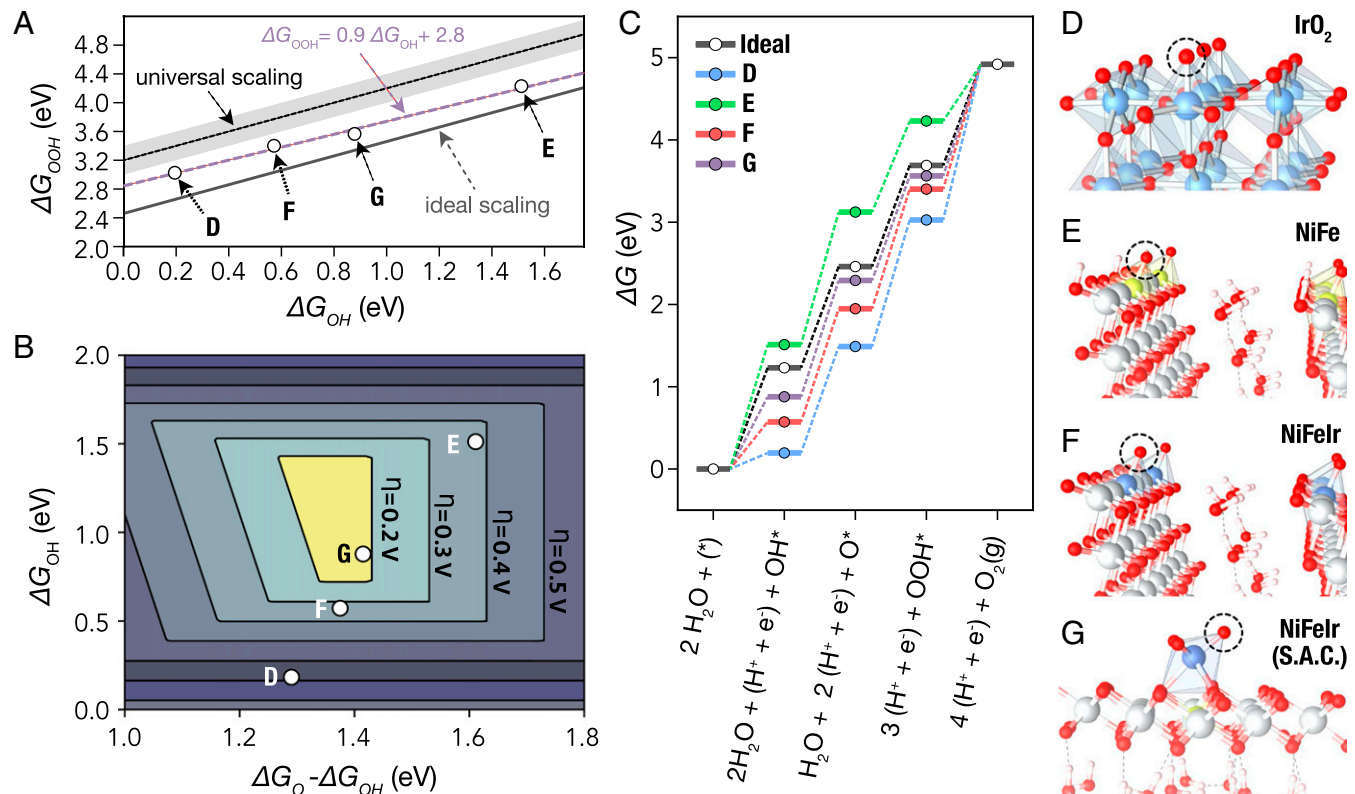 A
ΔG_OOH = 0.9 ΔG_OH + 2.8
universal scaling
ideal scaling
D
F
G
E
4.8
4.4
4.0
3.6
3.2
2.8
2.4
2.0
ΔG_OOH (eV)
0.0 0.2 0.4 0.6 0.8 1.0 1.2 1.4 1.6
ΔG_OH (eV)
B
2.0
1.5
1.0
0.5
0.0
ΔG_OH (eV)
E
G
F
D
η=0.2 V
η=0.3 V
η=0.4 V
η=0.5 V
1.0 1.2 1.4 1.6 1.8
ΔG_O -ΔG_OH (eV)
C
Ideal
D
E
F
G
5
4
3
2
1
0
ΔG (eV)
2 H₂O + (*)
2H₂O + (H⁺ + e⁻) + OH*
H₂O + 2 (H⁺ + e⁻) + O*
3 (H⁺ + e⁻) + OOH*
4 (H⁺ + e⁻) + O₂(g)
D
IrO₂
E
NiFe
F
NiFeIr
G
NiFeIr
(S.A.C.)